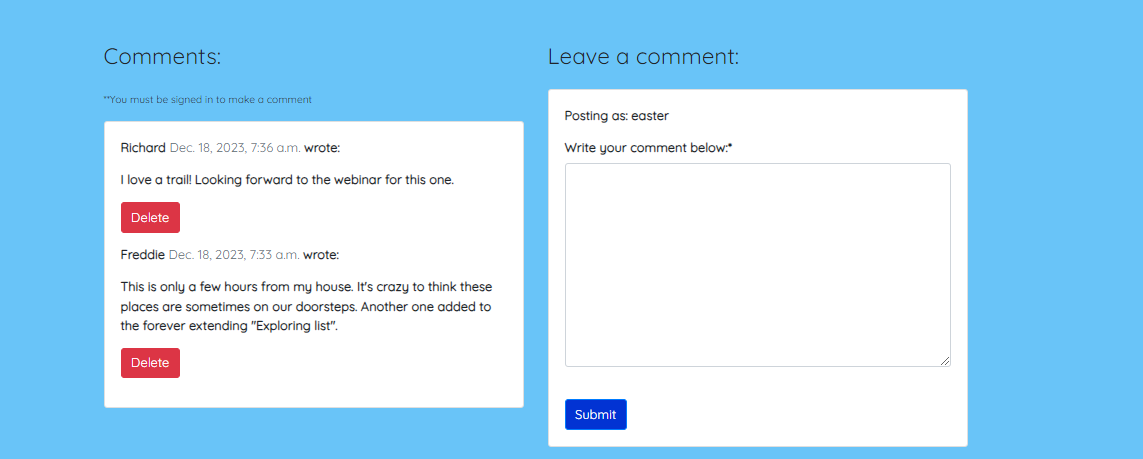 Comments:
**You must be signed in to make a comment
Richard Dec. 18, 2023, 7:36 a.m. wrote:
I love a trail! Looking forward to the webinar for this one.
Delete
Freddie Dec. 18, 2023, 7:33 a.m. wrote:
This is only a few hours from my house. It's crazy to think these
places are sometimes on our doorsteps. Another one added to
the forever extending "Exploring list".
Delete
Leave a comment:
Posting as: easter
Write your comment below:*
Submit